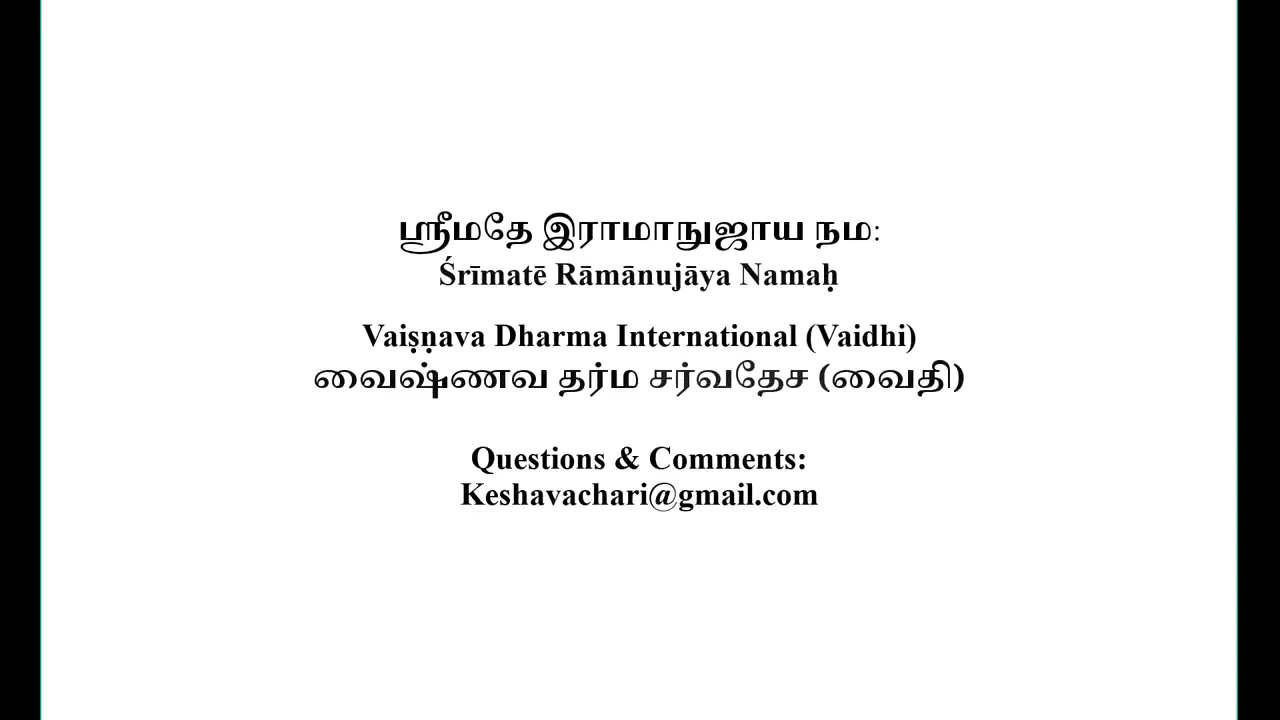 ஸ்ரீமதே இராமாநுஜாய நம:
Śrīmatē Rāmānujāya Namaḥ
Vaiṣṇava Dharma International (Vaidhi)
வைஷ்ணவ தர்ம சர்வதேச (வைதி)
Questions & Comments:
Keshavachari@gmail.com